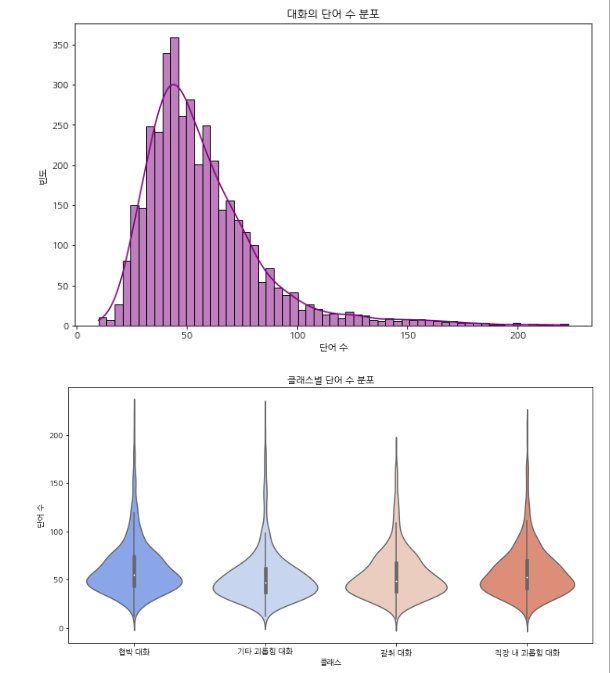 대화의 단어 수 분포
350
300
250
200
150
100
50
0
빈도
0 50 100 150 200
단어 수
클래스별 단어 수 분포
200
150
100
50
0
단어 수
협박 대화 기타 괴롭힘 대화 갈취 대화 직장 내 괴롭힘 대화
클래스